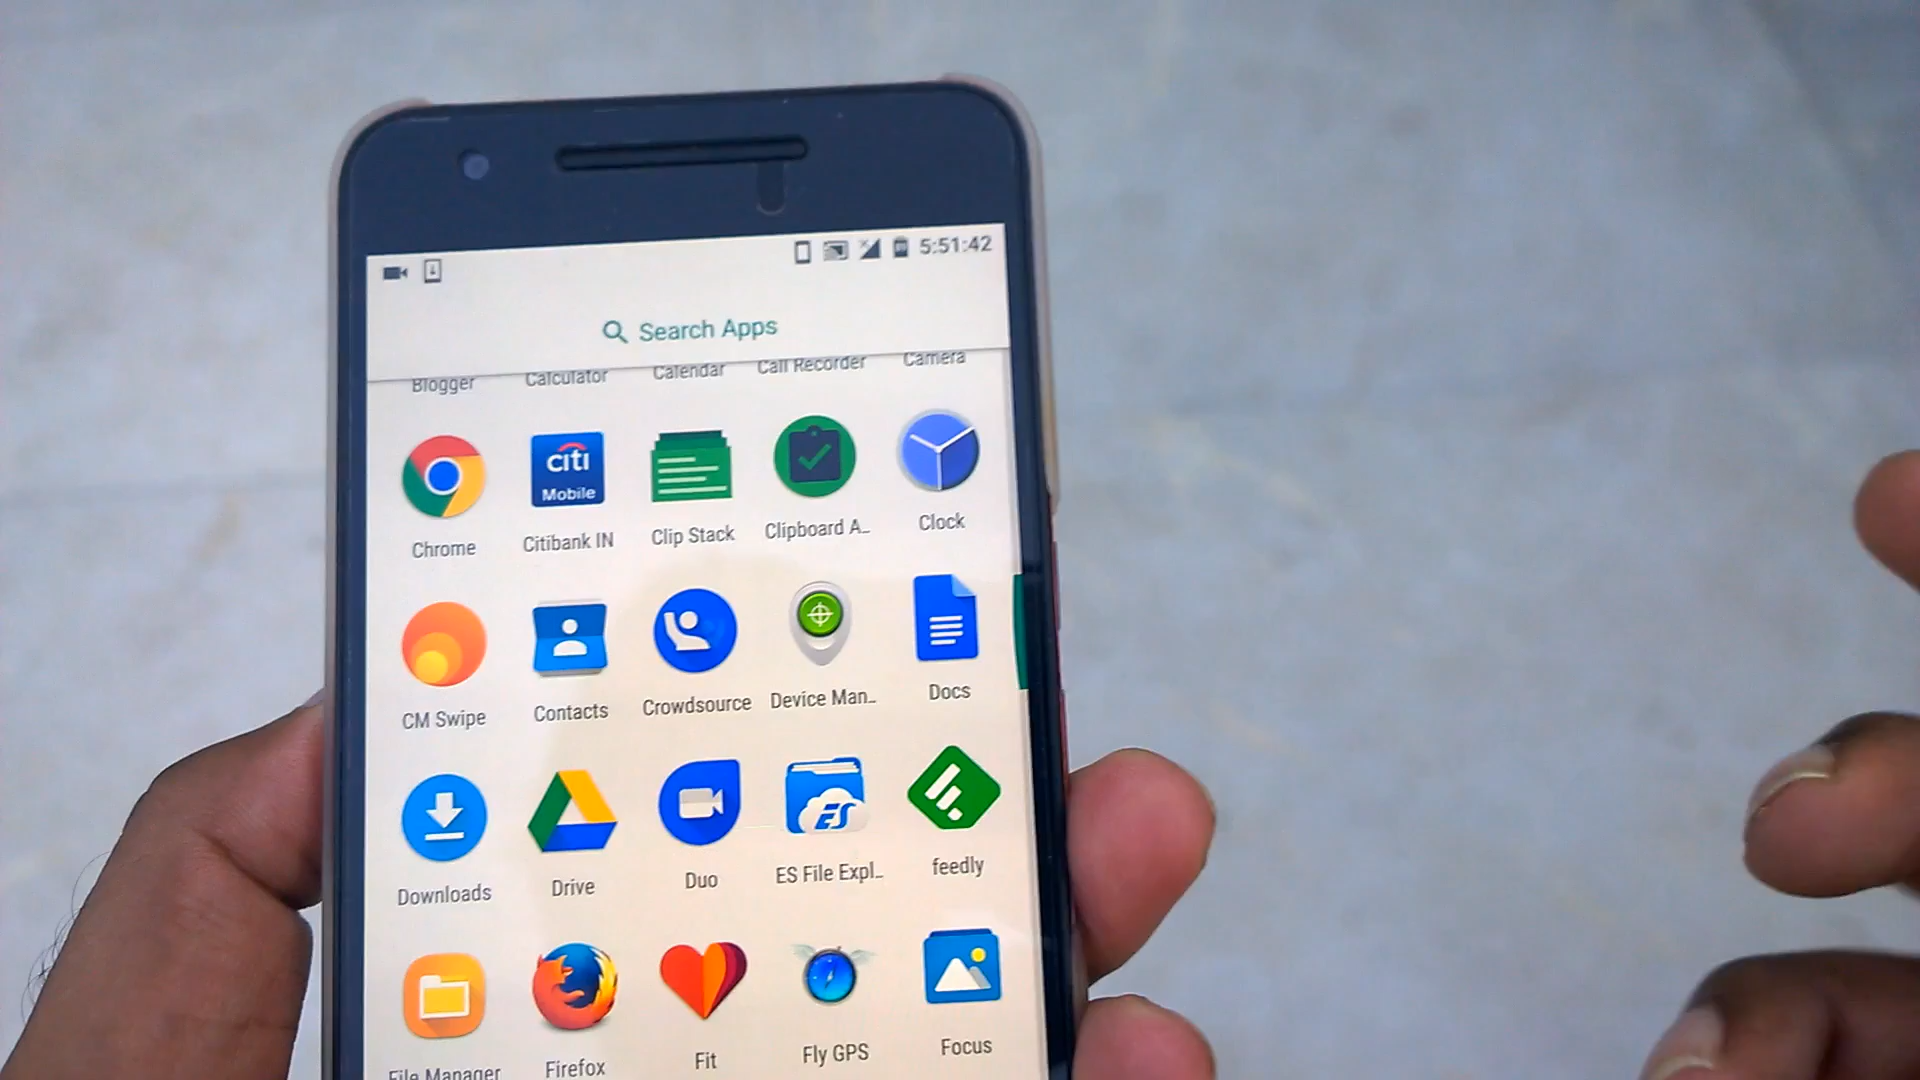 5:51:42
Search Apps
Blogger Calculator Calendar Call Recorder Camera
citi
Mobile
Chrome Citibank IN Clip Stack Clipboard A... Clock
CM Swipe Contacts Crowdsource Device Man... Docs
ES
Downloads Drive Duo ES File Expl... feedly
File Manager Firefox Fit Fly GPS Focus